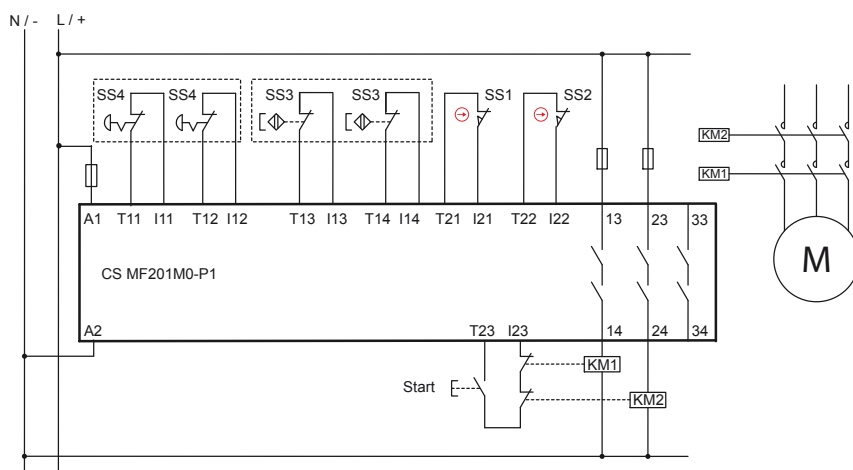 N / - L / +
SS4 SS4 SS3 SS3 SS1 SS2
KM2
KM1
A1 T11 I11 T12 I12 T13 I13 T14 I14 T21 I21 T22 I22 13 23 33
M
CS MF201M0-P1
A2 T23 I23 14 24 34
KM1
Start
KM2